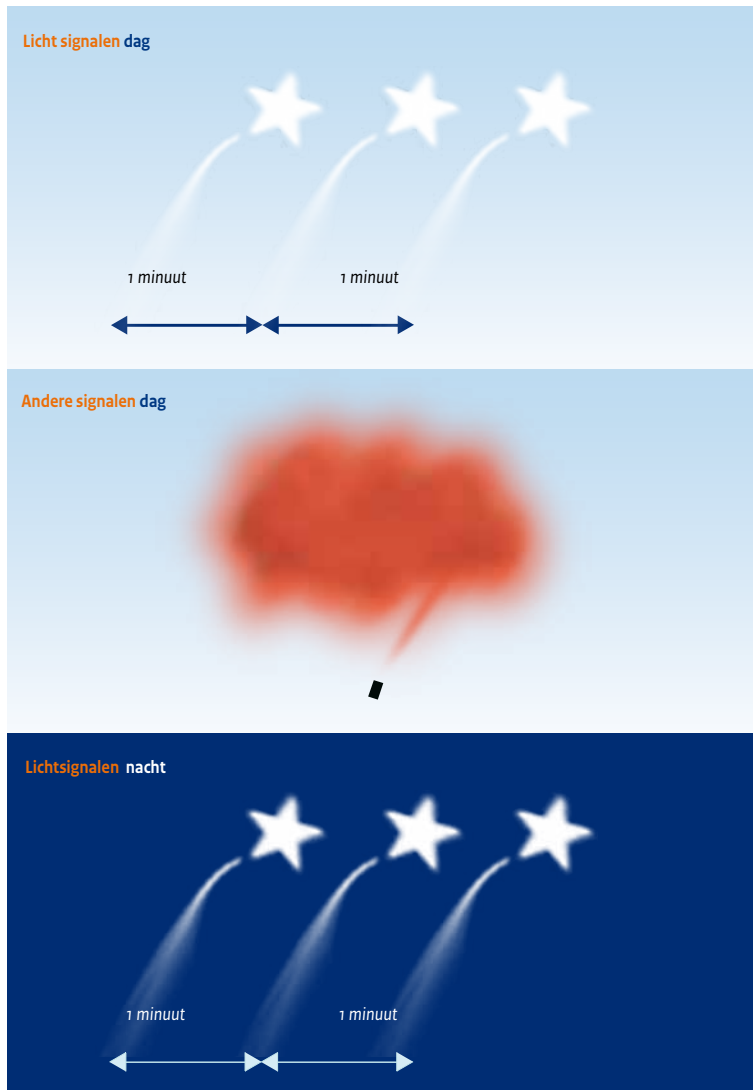 Licht signalen dag
1 minuut 1 minuut
Andere signalen dag
Lichtsignalen nacht
1 minuut 1 minuut